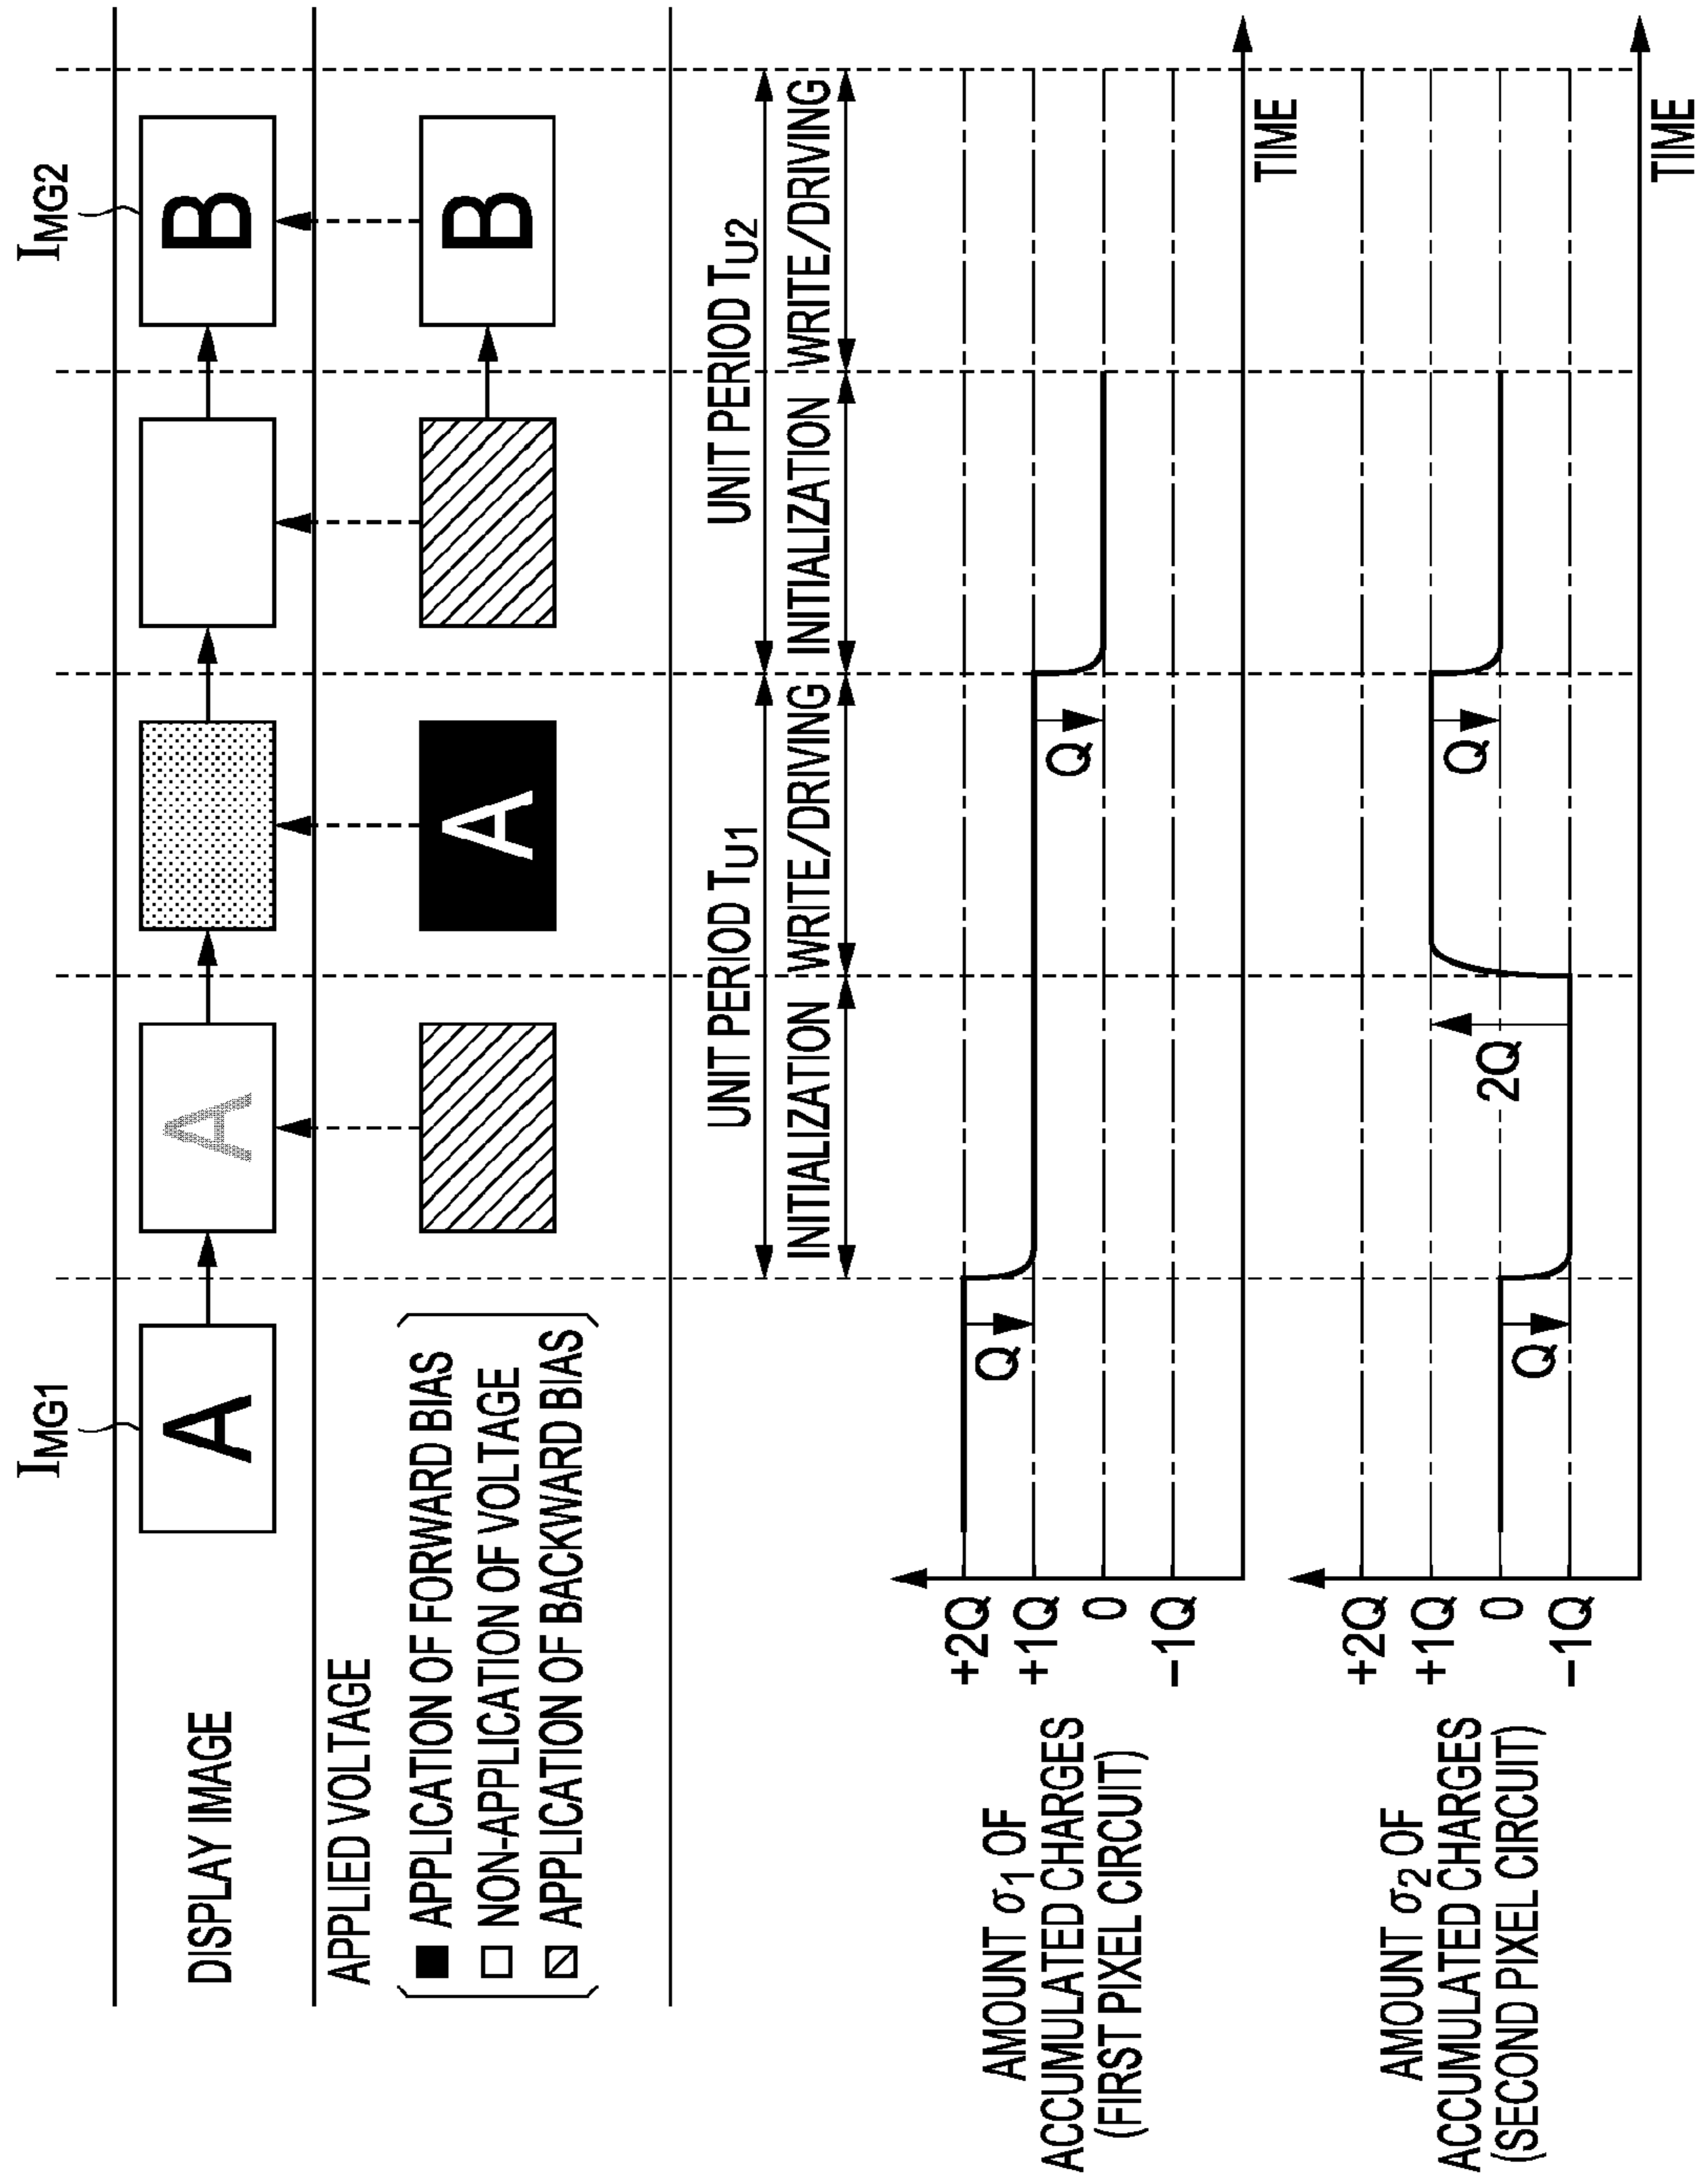 IMG1
IMG2
DISPLAY IMAGE
A
A
B
APPLIED VOLTAGE
APPLICATION OF FORWARD BIAS
NON-APPLICATION OF VOLTAGE
APPLICATION OF BACKWARD BIAS
A
B
UNIT PERIOD TU1
UNIT PERIOD TU2
INITIALIZATION
WRITE/DRIVING
INITIALIZATION
WRITE/DRIVING
AMOUNT σ1 OF
ACCUMULATED CHARGES
(FIRST PIXEL CIRCUIT)
+2Q
+1Q
0
−1Q
Q
Q
TIME
AMOUNT σ2 OF
ACCUMULATED CHARGES
(SECOND PIXEL CIRCUIT)
+2Q
+1Q
0
−1Q
Q
2Q
Q
TIME